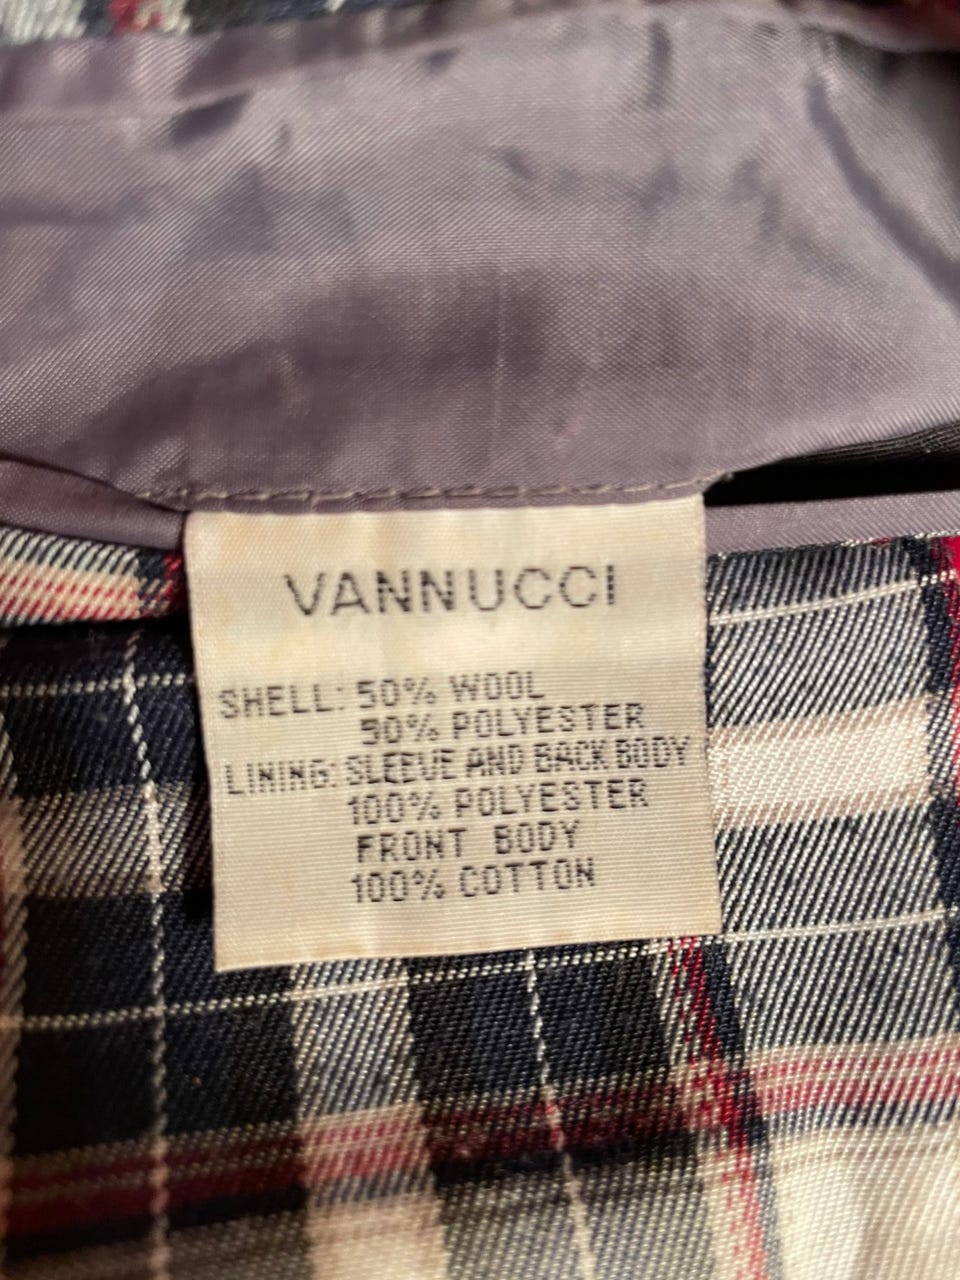 VANNUCCI
SHELL: 50% WOOL
50% POLYESTER
LINING: SLEEVE AND BACK BODY
100% POLYESTER
FRONT BODY
100% COTTON